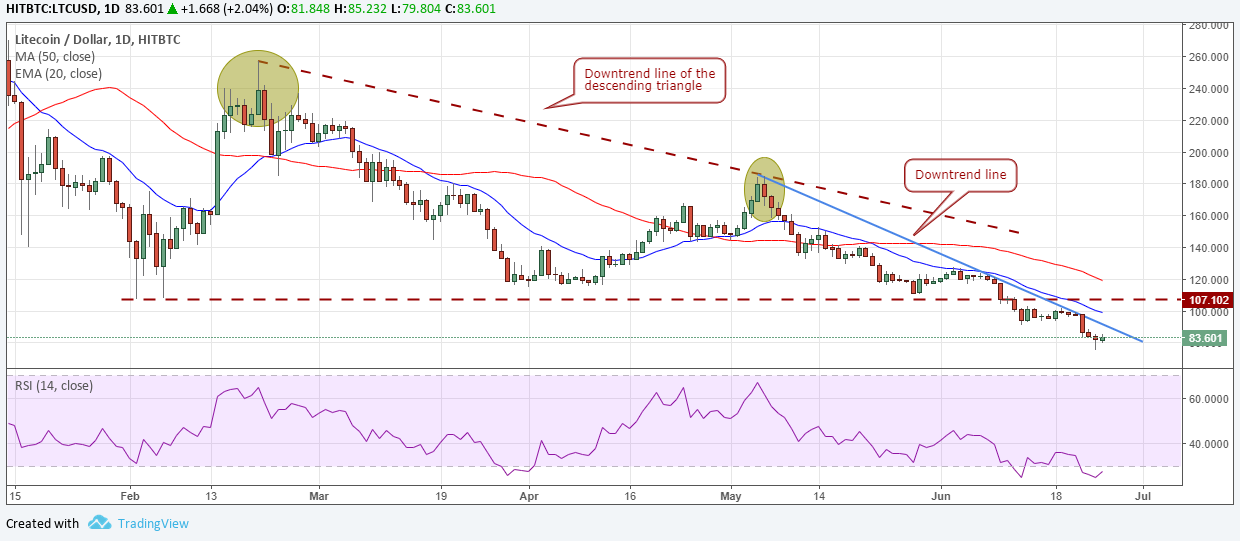 HITBTC:LTCUSD, 1D 83.601 ▲ +1.668 (+2.04%) O:81.848 H:85.232 L:79.804 C:83.601
Litecoin / Dollar, 1D, HITBTC
MA (50, close)
EMA (20, close)
Downtrend line of the
descending triangle
Downtrend line
280.000
260.000
240.000
220.000
200.000
180.000
160.000
140.000
120.000
107.102
100.000
83.601
RSI (14, close)
60.0000
40.0000
15 Feb 13 Mar 19 Apr 16 May 14 Jun 18 Jul
Created with TradingView